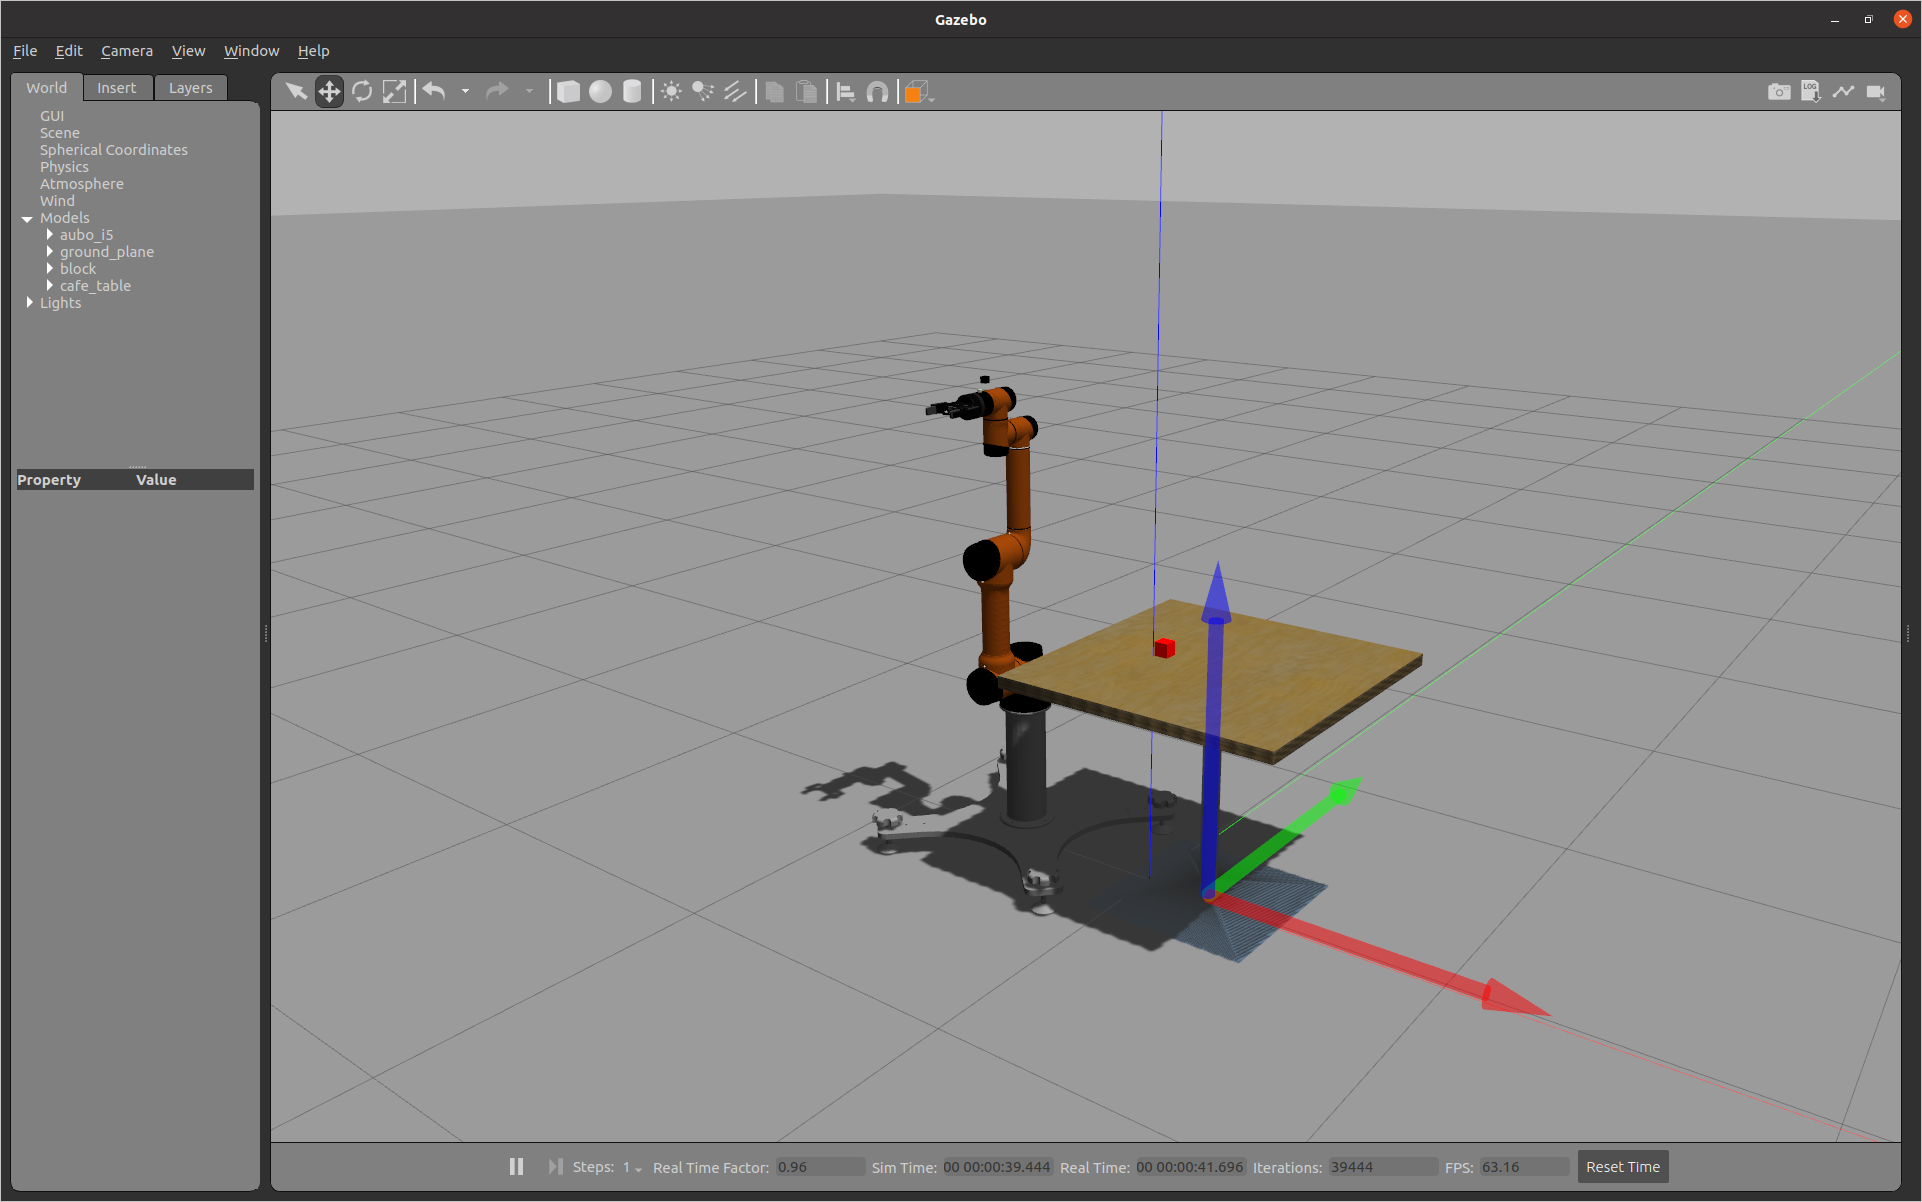 Gazebo
File Edit Camera View Window Help
World Insert Layers
LOG
GUI
Scene
Spherical Coordinates
Physics
Atmosphere
Wind
Models
aubo_i5
ground_plane
block
cafe_table
Lights
Property Value
Steps: 1 Real Time Factor: 0.96 Sim Time: 00 00:00:39.444 Real Time: 00 00:00:41.696 Iterations: 39444 FPS: 63.16 Reset Time